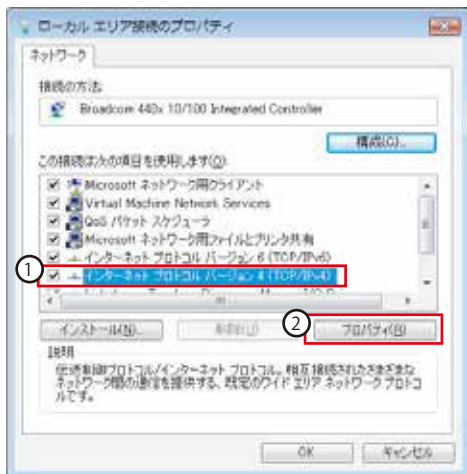 ローカル エリア接続のプロパティ
ネットワーク
接続の方法:
Broadcom 440x 10/100 Integrated Controller
構成(C)...
この接続は次の項目を使用します(O):
Microsoft ネットワーク用クライアント
Virtual Machine Network Services
QoS パケット スケジューラ
Microsoft ネットワーク用ファイルとプリンタ共有
インターネット プロトコル バージョン 6 (TCP/IPv6)
① インターネット プロトコル バージョン 4 (TCP/IPv4)
インストール(N)...
削除(U)
② プロパティ(R)
説明
伝送制御プロトコル/インターネット プロトコル。相互接続されたさまざまな
ネットワーク間の通信を提供する、既定のワイド エリア ネットワーク プロトコ
ルです。
OK
キャンセル